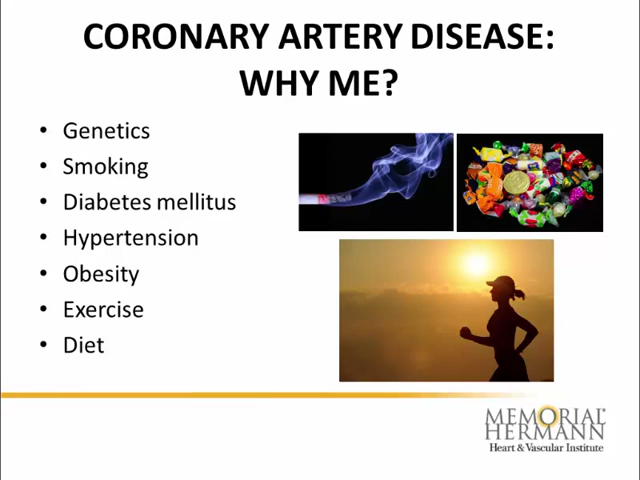 CORONARY ARTERY DISEASE:
WHY ME?
• Genetics
• Smoking
• Diabetes mellitus
• Hypertension
• Obesity
• Exercise
• Diet
MEMORIAL®
HERMANN
Heart & Vascular Institute